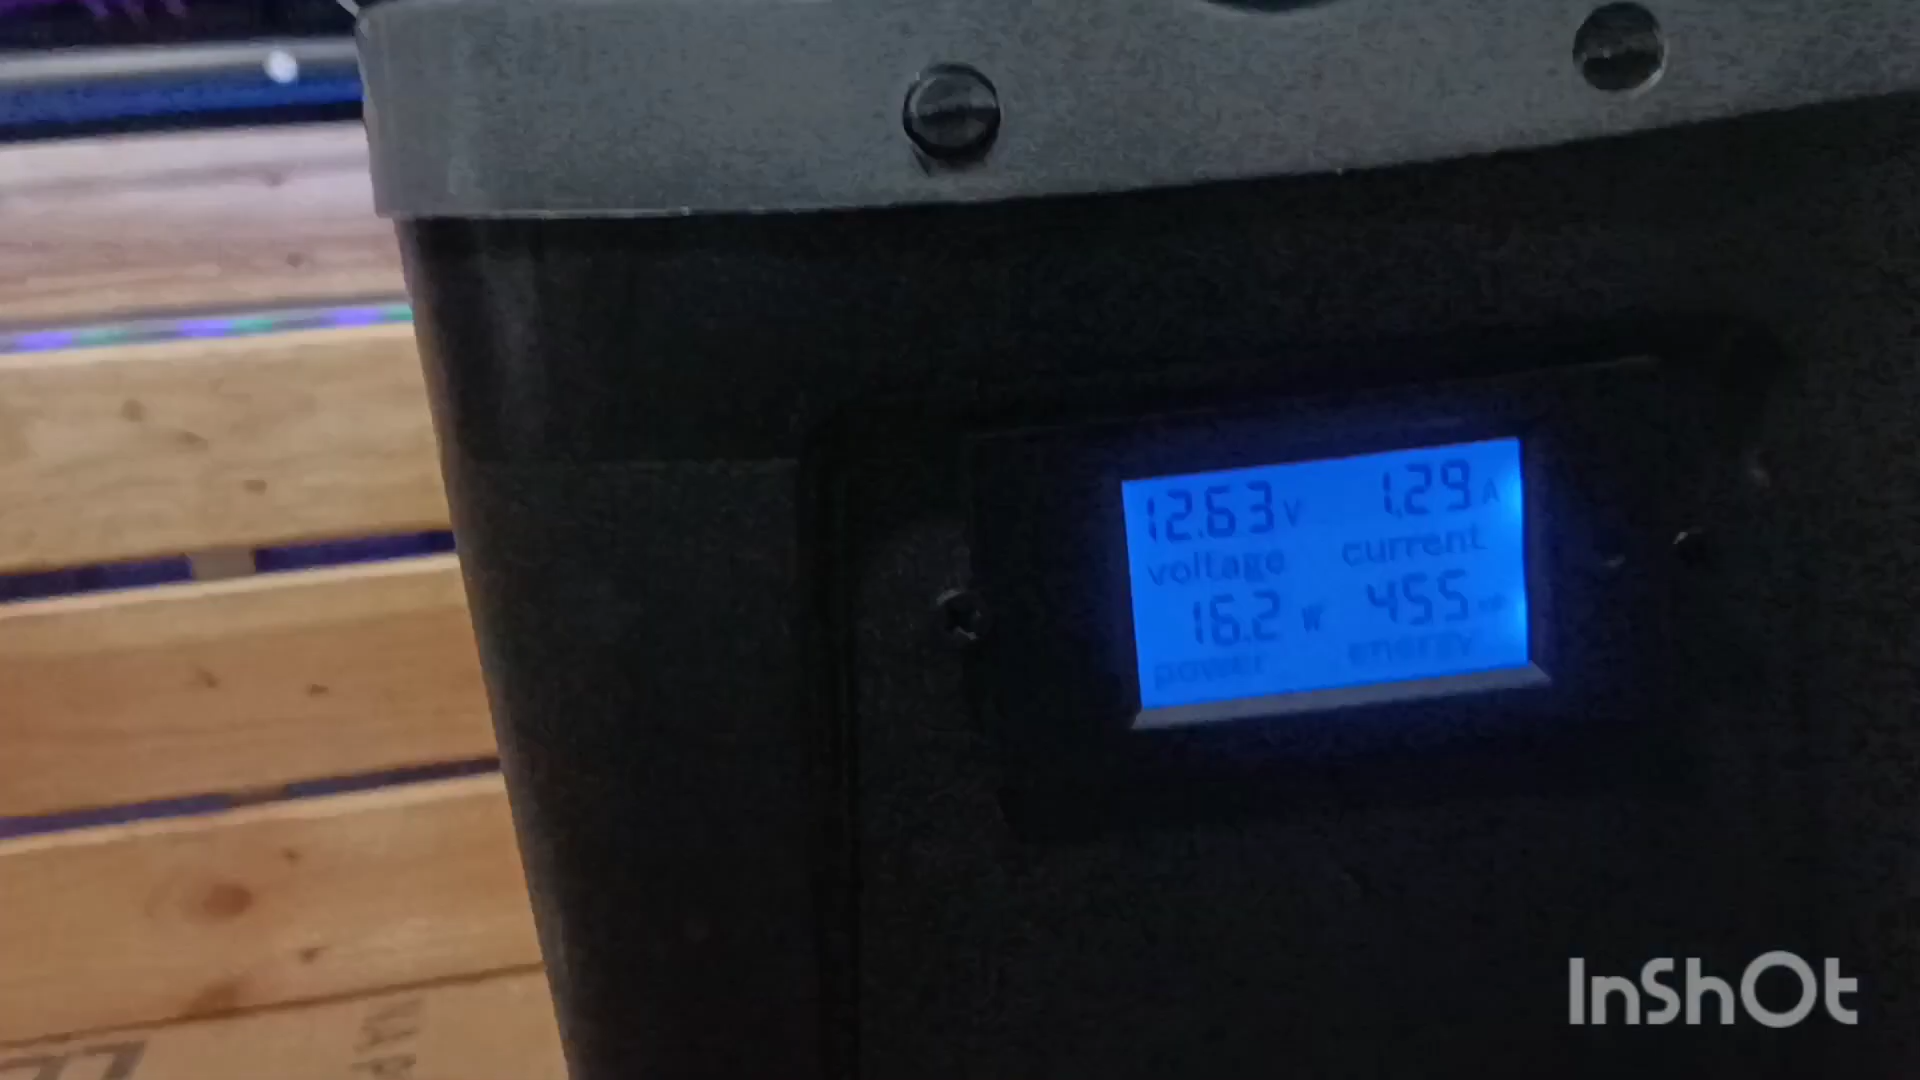 12.63 V 1.29 A
voltage current
16.2 W 455
power energy
InShOt